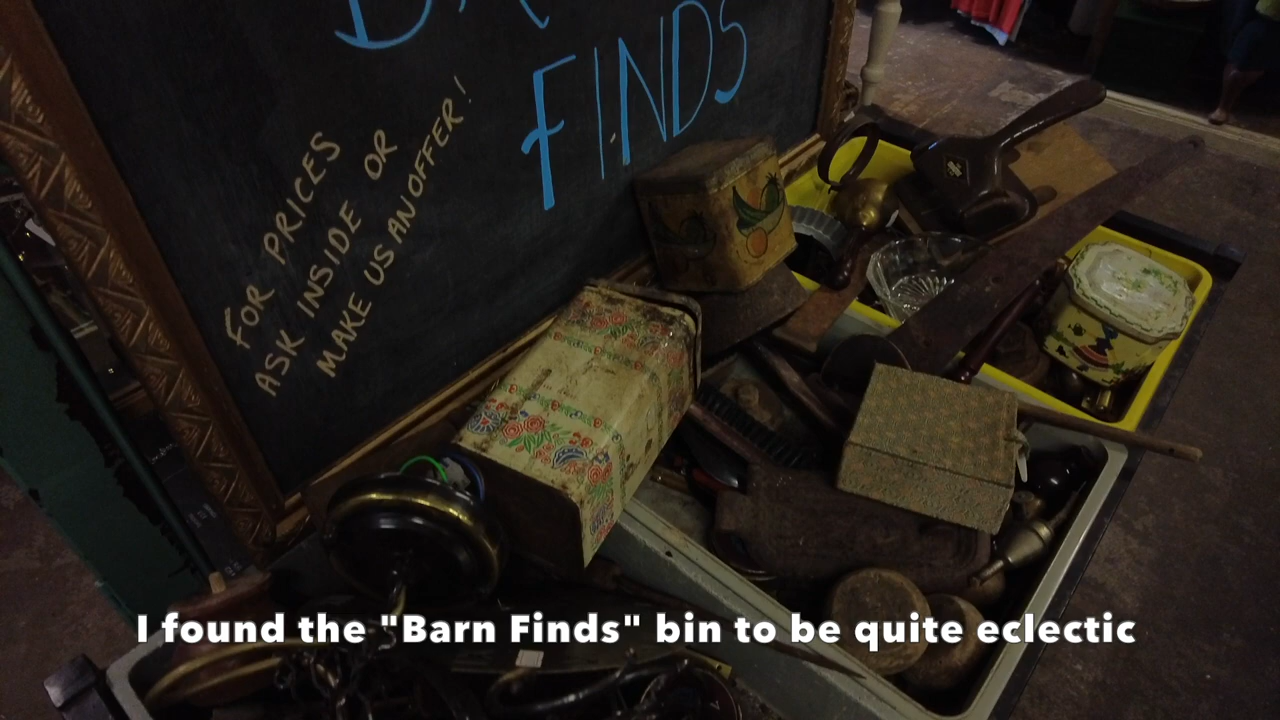 FINDS
FOR PRICES
ASK INSIDE OR
MAKE US AN OFFER!
I found the "Barn Finds" bin to be quite eclectic